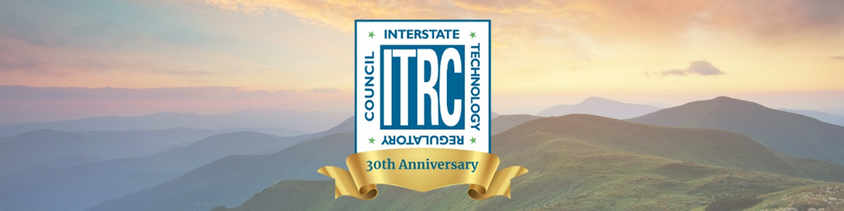 INTERSTATE
TECHNOLOGY
REGULATORY
COUNCIL
ITRC
30th Anniversary